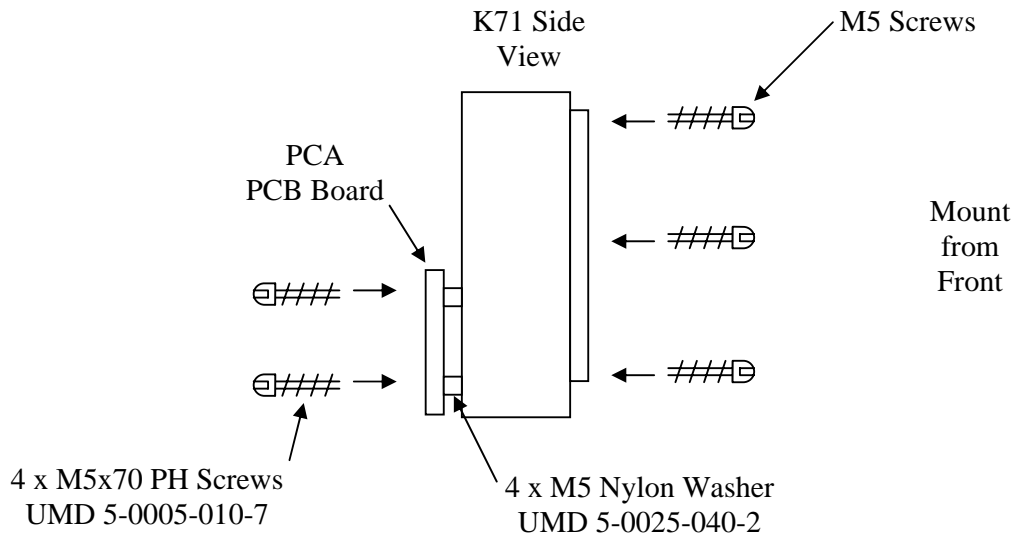 K71 Side
View
M5 Screws
PCA
PCB Board
Mount
from
Front
4 x M5x70 PH Screws
UMD 5-0005-010-7
4 x M5 Nylon Washer
UMD 5-0025-040-2